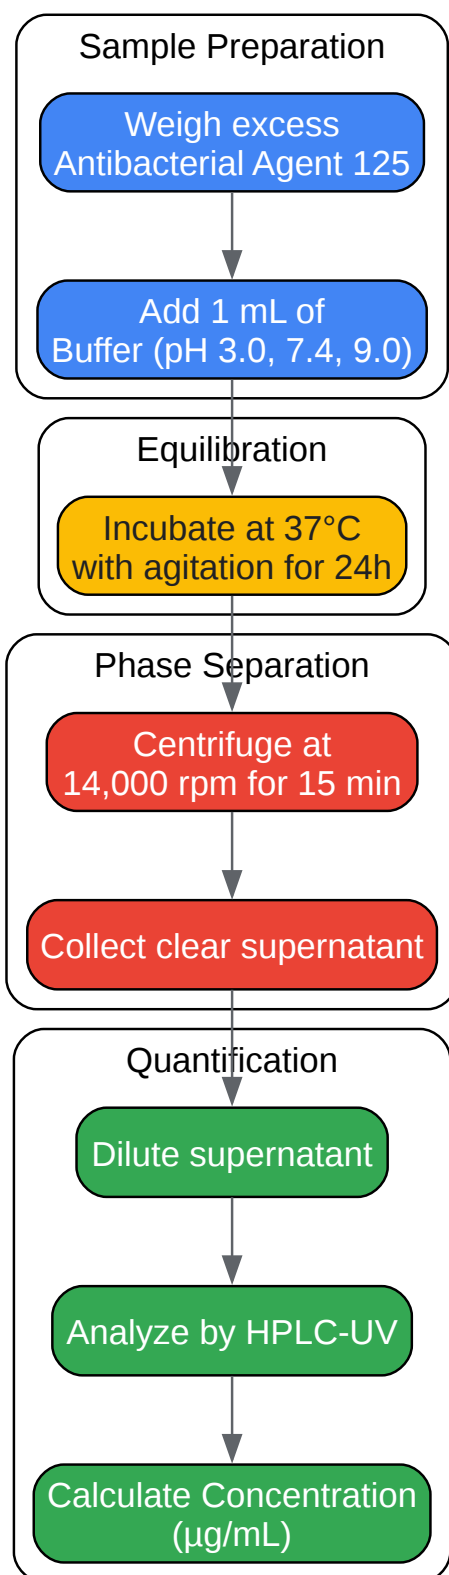 Sample Preparation
Weigh excess
Antibacterial Agent 125
Add 1 mL of
Buffer (pH 3.0, 7.4, 9.0)
Equilibration
Incubate at 37°C
with agitation for 24h
Phase Separation
Centrifuge at
14,000 rpm for 15 min
Collect clear supernatant
Quantification
Dilute supernatant
Analyze by HPLC-UV
Calculate Concentration
(µg/mL)